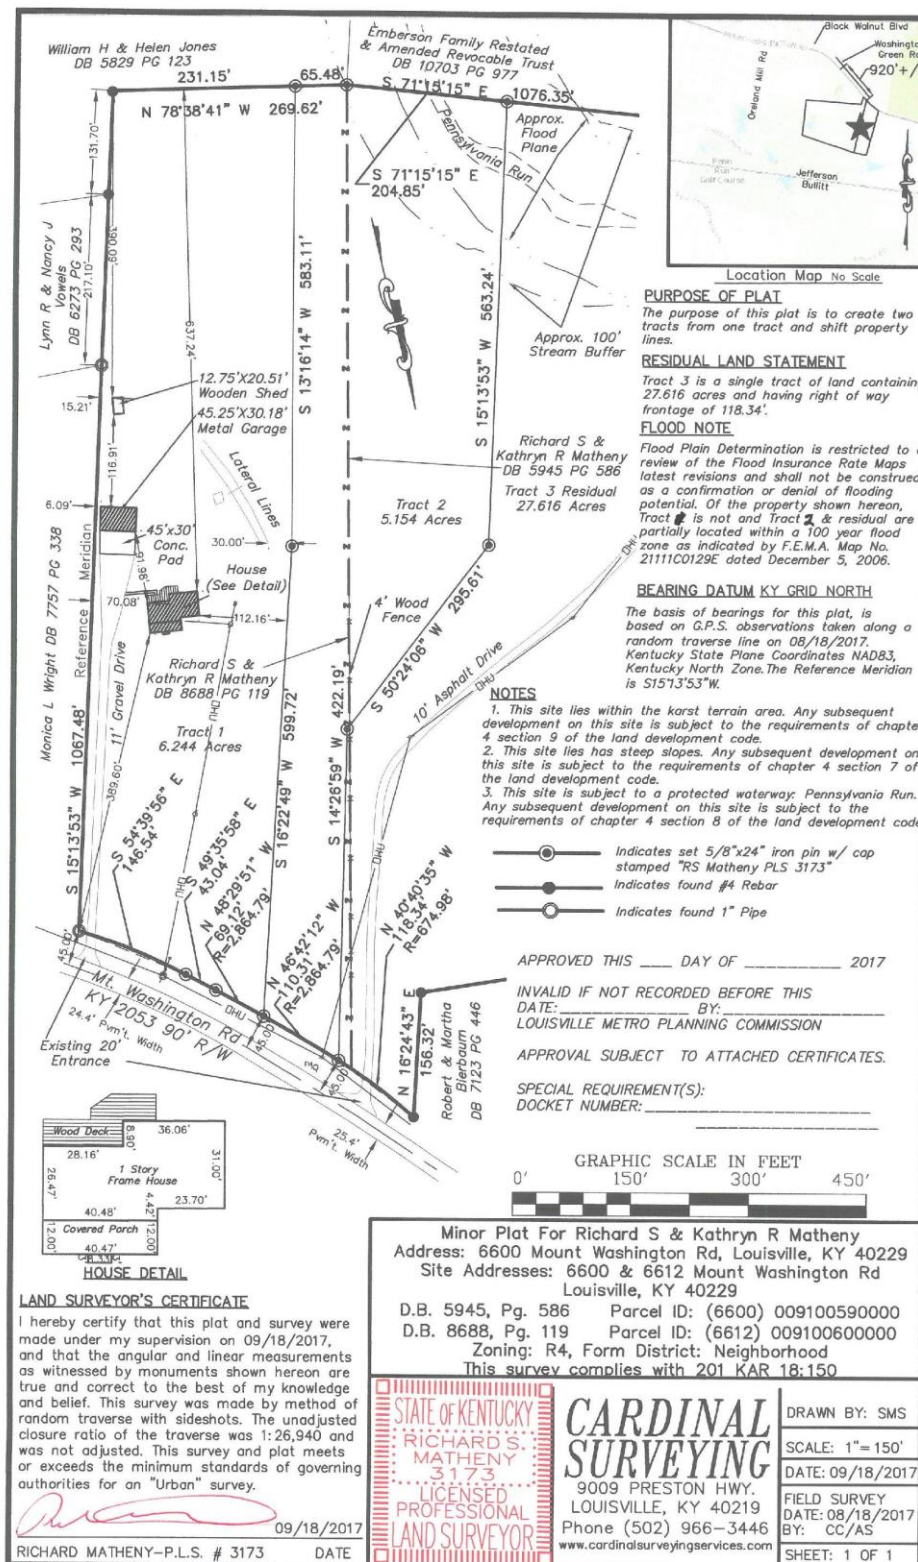 William H & Helen Jones
DB 5829 PG 123
Emberson Family Restated
& Amended Revocable Trust
DB 10703 PG 977
231.15'
65.48'
S 71°15'15" E
1076.35'
N 78°38'41" W 269.62'
Approx.
Flood
Plane
Pennsylvania Run
S 71°15'15" E
204.85'
131.70'
390.09'
Lynn R & Nancy J
Vowels
DB 6273 PG 293
217.10'
637.24'
S 13°16'14" W 583.11'
S 15°13'53" W 563.24'
Approx. 100'
Stream Buffer
12.75'X20.51'
Wooden Shed
45.25'X30.18'
Metal Garage
15.21'
116.91'
Lateral Lines
Richard S &
Kathryn R Matheny
DB 5945 PG 586
Tract 3 Residual
27.616 Acres
Tract 2
5.154 Acres
6.09'
45'x30'
Conc.
Pad
91.98'
30.00'
House
(See Detail)
70.08'
112.16'
Monica L Wright DB 7757 PG 338
Reference Meridian
S 15°13'53" W 1067.48'
11' Gravel Drive
4' Wood
Fence
Richard S &
Kathryn R Matheny
DB 8688 PG 119
Tract 1
6.244 Acres
S 50°24'06" W 295.61'
10' Asphalt Drive
OHU
OHU
389.60'
S 16°22'49" W 599.72'
S 14°26'59" W 422.19'
S 54°39'56" E
146.54'
S 49°35'58" E
43.04'
N 48°29'51" W
69.12'
R=2,864.79'
N 46°42'12" W
110.31'
R=2,864.79'
N 40°40'35" W
118.34'
R=674.98'
OHU
OHU
OHU
45.00'
45.00'
45.00'
Mt. Washington Rd
KY 2053 90' R/W
24.4' Pvm't. Width
Existing 20'
Entrance
25.4'
Pvm't. Width
N 16°24'43" E
156.32'
Robert & Martha
Bierbaum
DB 7123 PG 446
Black Walnut Blvd
Washington
Green R
920'+/
Oreland Mill Rd
Penn
Run
Golf Course
Jefferson
Bullitt
Location Map No Scale
PURPOSE OF PLAT
The purpose of this plat is to create two
tracts from one tract and shift property
lines.
RESIDUAL LAND STATEMENT
Tract 3 is a single tract of land containin
27.616 acres and having right of way
frontage of 118.34'.
FLOOD NOTE
Flood Plain Determination is restricted to
review of the Flood Insurance Rate Maps
latest revisions and shall not be construe
as a confirmation or denial of flooding
potential. Of the property shown hereon,
Tract is not and Tract 2 & residual are
partially located within a 100 year flood
zone as indicated by F.E.M.A. Map No.
21111C0129E dated December 5, 2006.
BEARING DATUM KY GRID NORTH
The basis of bearings for this plat, is
based on G.P.S. observations taken along a
random traverse line on 08/18/2017.
Kentucky State Plane Coordinates NAD83,
Kentucky North Zone. The Reference Meridian
is S15°13'53"W.
NOTES
1. This site lies within the karst terrain area. Any subsequent
development on this site is subject to the requirements of chapte
4 section 9 of the land development code.
2. This site lies has steep slopes. Any subsequent development on
this site is subject to the requirements of chapter 4 section 7 of
the land development code.
3. This site is subject to a protected waterway: Pennsylvania Run.
Any subsequent development on this site is subject to the
requirements of chapter 4 section 8 of the land development code
Indicates set 5/8"x24" iron pin w/ cap
stamped "RS Matheny PLS 3173"
Indicates found #4 Rebar
Indicates found 1" Pipe
APPROVED THIS ____ DAY OF __________ 2017
INVALID IF NOT RECORDED BEFORE THIS
DATE:____________ BY:________________
LOUISVILLE METRO PLANNING COMMISSION
APPROVAL SUBJECT TO ATTACHED CERTIFICATES.
SPECIAL REQUIREMENT(S):
DOCKET NUMBER:____________________
GRAPHIC SCALE IN FEET
0' 150' 300' 450'
Wood Deck
8.90'
36.06'
28.16'
31.00'
1 Story
Frame House
26.47'
4.42'
23.70'
40.48'
12.00'
Covered Porch
12.00'
40.47'
HOUSE DETAIL
LAND SURVEYOR'S CERTIFICATE
I hereby certify that this plat and survey were
made under my supervision on 09/18/2017,
and that the angular and linear measurements
as witnessed by monuments shown hereon are
true and correct to the best of my knowledge
and belief. This survey was made by method of
random traverse with sideshots. The unadjusted
closure ratio of the traverse was 1:26,940 and
was not adjusted. This survey and plat meets
or exceeds the minimum standards of governing
authorities for an "Urban" survey.
09/18/2017
RICHARD MATHENY-P.L.S. # 3173 DATE
Minor Plat For Richard S & Kathryn R Matheny
Address: 6600 Mount Washington Rd, Louisville, KY 40229
Site Addresses: 6600 & 6612 Mount Washington Rd
Louisville, KY 40229
D.B. 5945, Pg. 586 Parcel ID: (6600) 009100590000
D.B. 8688, Pg. 119 Parcel ID: (6612) 009100600000
Zoning: R4, Form District: Neighborhood
This survey complies with 201 KAR 18:150
STATE OF KENTUCKY
RICHARD S.
MATHENY
3173
LICENSED
PROFESSIONAL
LAND SURVEYOR
CARDINAL
SURVEYING
9009 PRESTON HWY.
LOUISVILLE, KY 40219
Phone (502) 966-3446
www.cardinalsurveyingservices.com
DRAWN BY: SMS
SCALE: 1"=150'
DATE: 09/18/2017
FIELD SURVEY
DATE: 08/18/2017
BY: CC/AS
SHEET: 1 OF 1